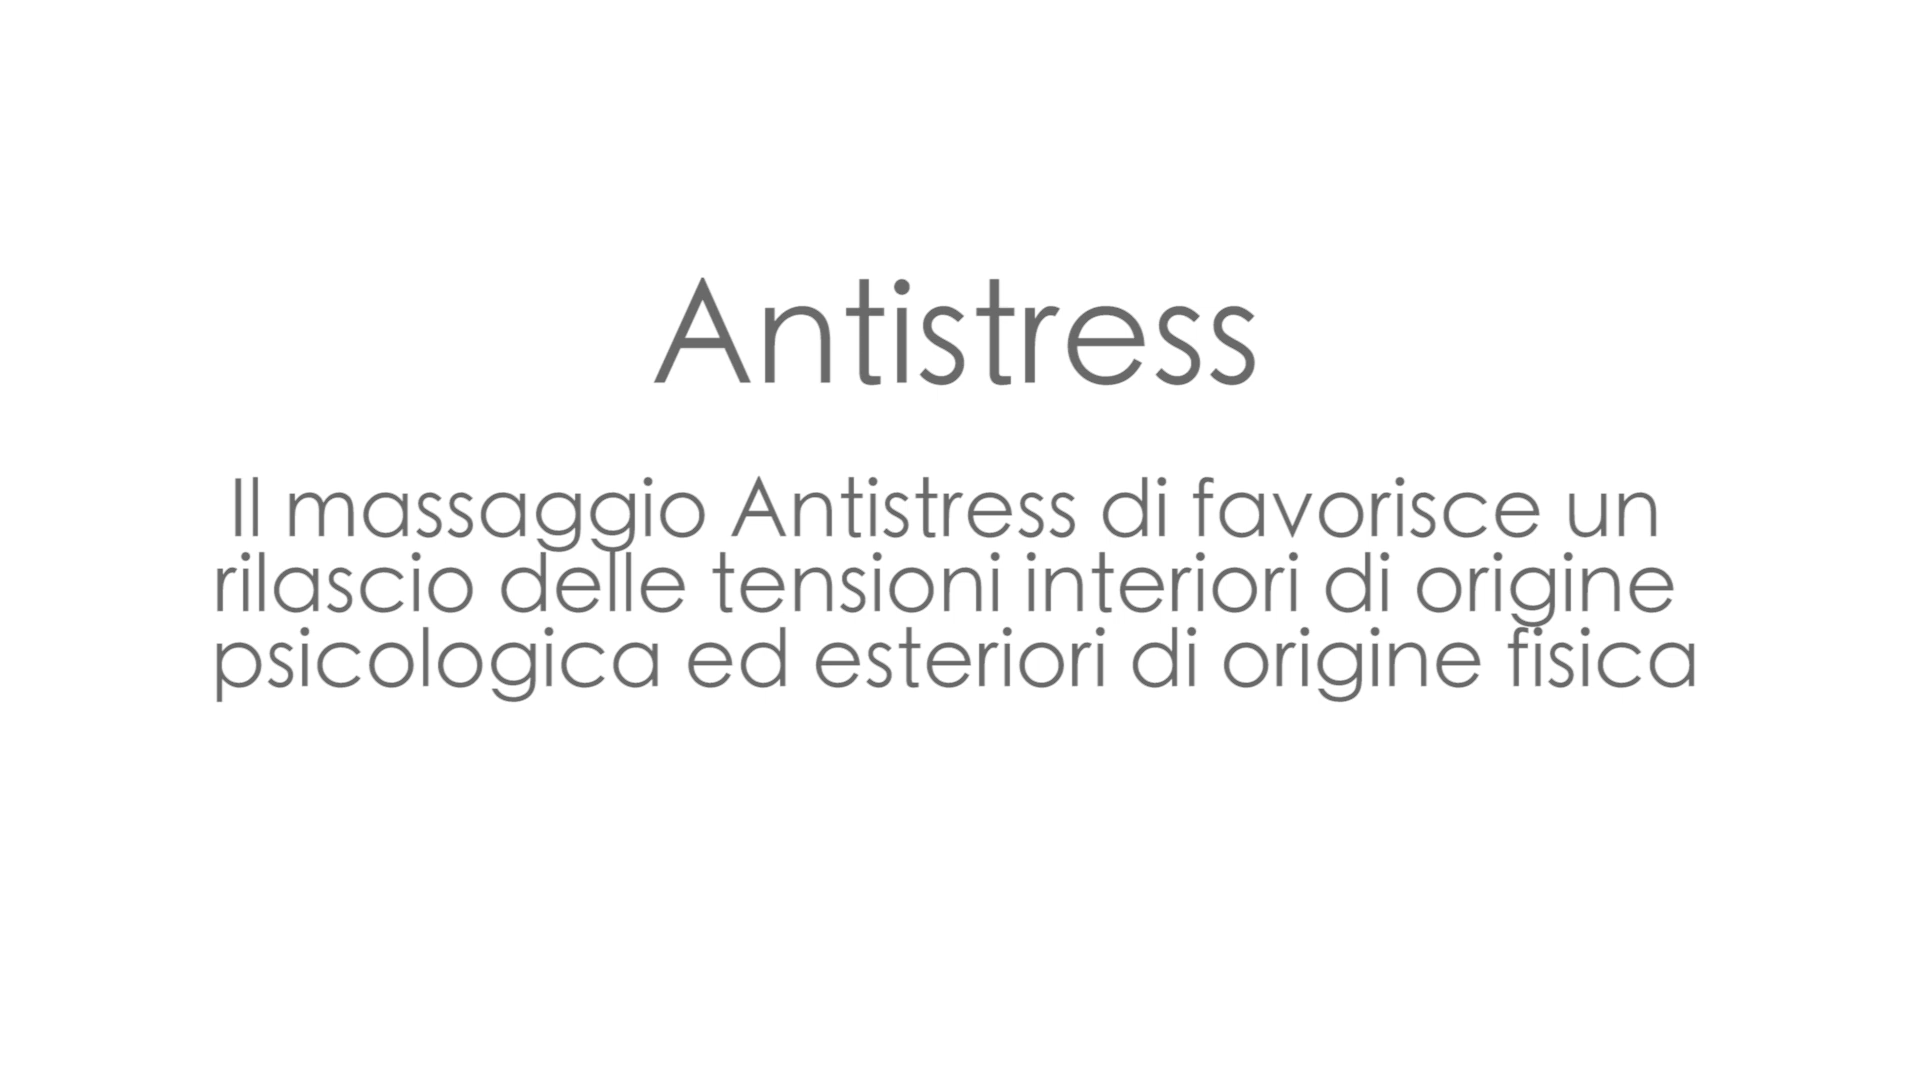 Antistress
Il massaggio Antistress di favorisce un
rilascio delle tensioni interiori di origine
psicologica ed esteriori di origine fisica